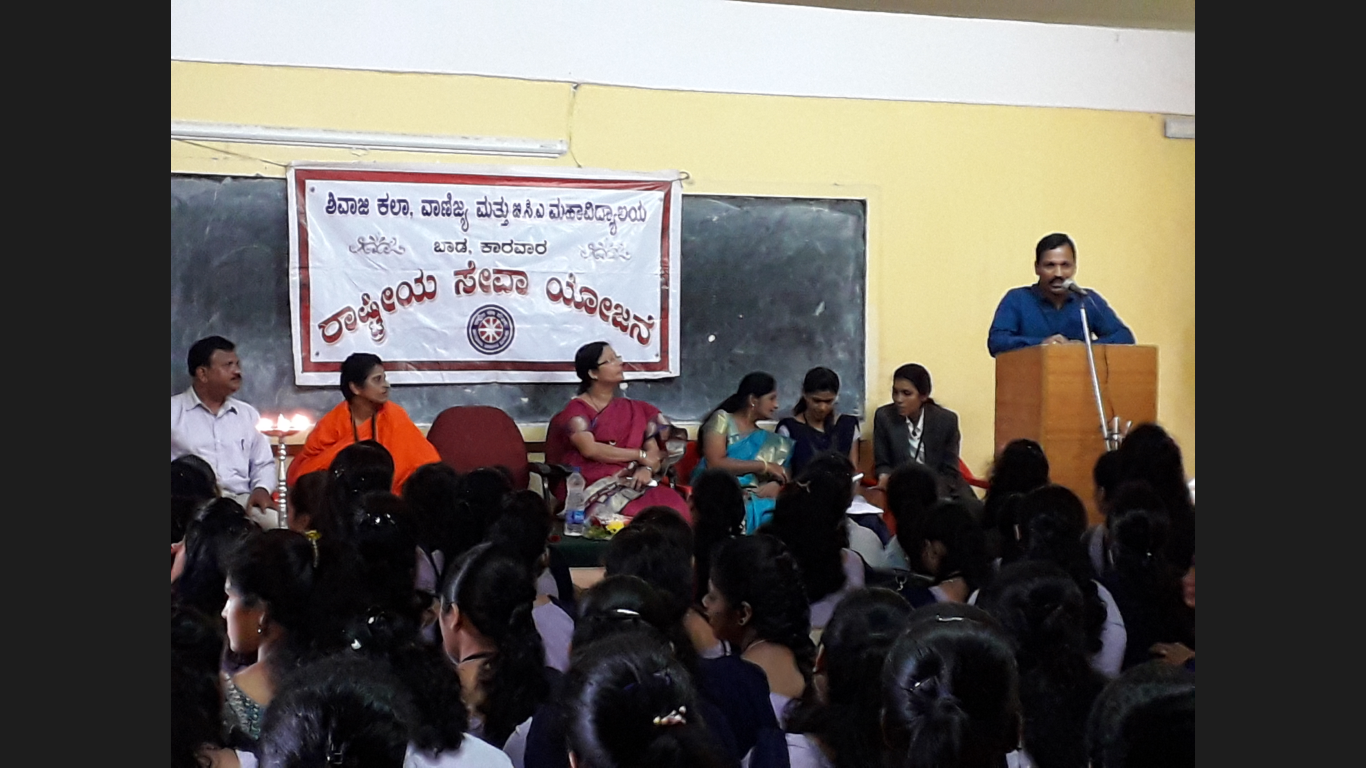 ಶಿವಾಜಿ ಕಲಾ, ವಾಣಿಜ್ಯ ಮತ್ತು ಬಿ.ಸಿ.ಎ ಮಹಾವಿದ್ಯಾಲಯ
ಬಾಡ, ಕಾರವಾರ
ರಾಷ್ಟ್ರೀಯ ಸೇವಾ ಯೋಜನೆ